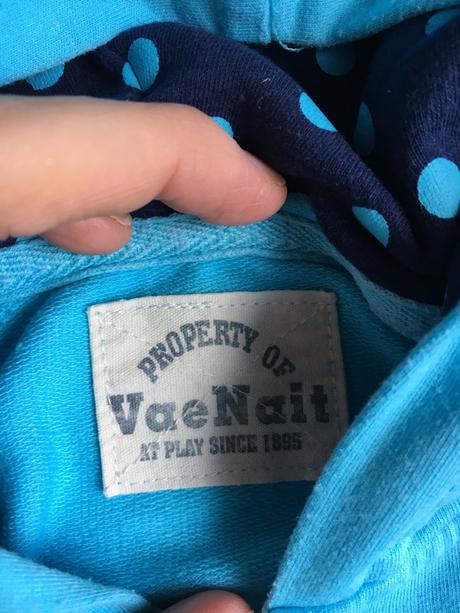 PROPERTY OF
VaeNait
AT PLAY SINCE 1895